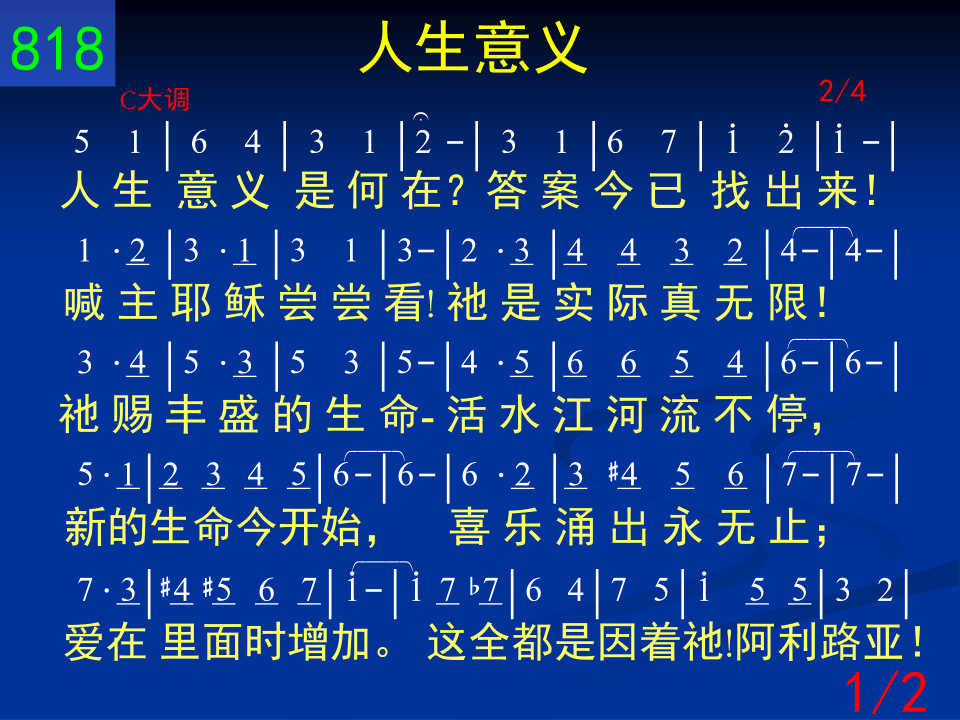 818
人生意义
C大调
2/4
5 1 | 6 4 | 3 1 | 2 – | 3 1 | 6 7 | i 2̇ | i – |
人 生 意 义 是 何 在? 答 案 今 已 找 出 来!
1 · 2 | 3 · 1 | 3 1 | 3– | 2 · 3 | 4 4 3 2 | 4– | 4– |
喊 主 耶 稣 尝 尝 看! 祂 是 实 际 真 无 限!
3 · 4 | 5 · 3 | 5 3 | 5– | 4 · 5 | 6 6 5 4 | 6– | 6– |
祂 赐 丰 盛 的 生 命- 活 水 江 河 流 不 停,
5 · 1 | 2 3 4 5 | 6– | 6– | 6 · 2 | 3 #4 5 6 | 7– | 7– |
新的生命今开始, 喜 乐 涌 出 永 无 止;
7 · 3 | #4 #5 6 7 | i – | i 7 ♭7 | 6 4 | 7 5 | i 5 5 | 3 2 |
爱在 里面时增加。 这全都是因着祂!阿利路亚!
1/2